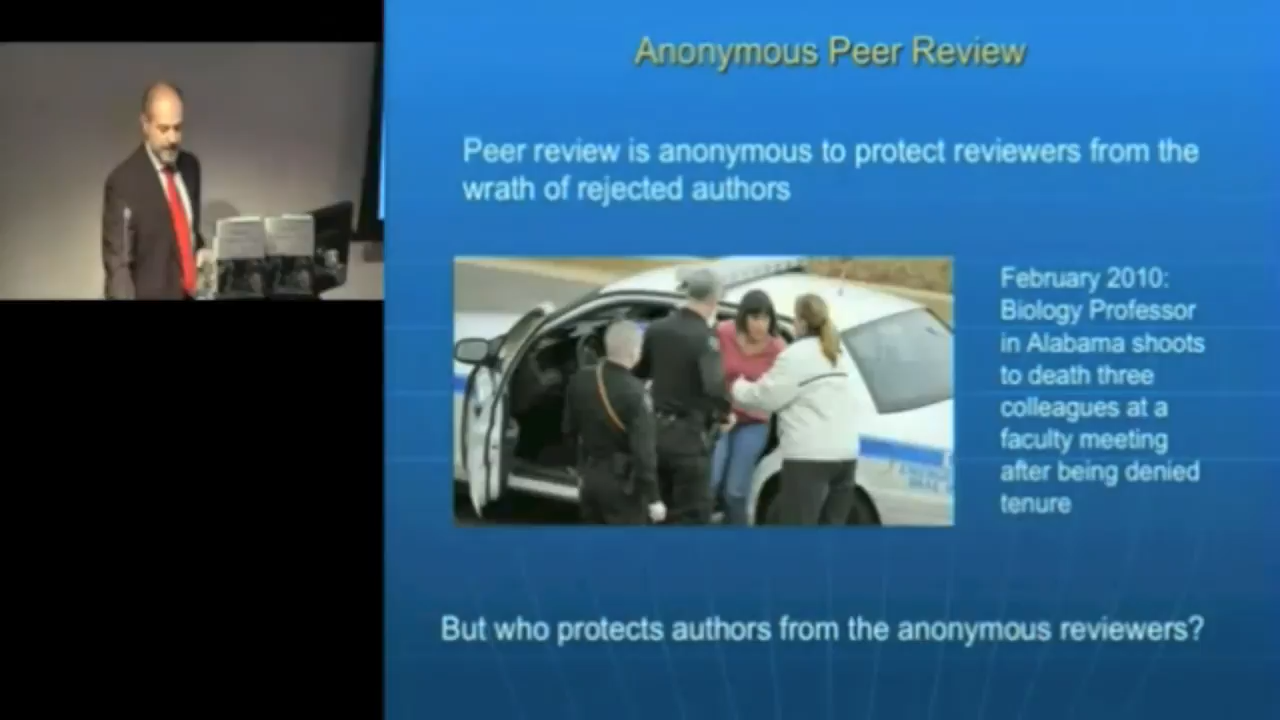 Anonymous Peer Review
Peer review is anonymous to protect reviewers from the
wrath of rejected authors
February 2010:
Biology Professor
in Alabama shoots
to death three
colleagues at a
faculty meeting
after being denied
tenure
But who protects authors from the anonymous reviewers?